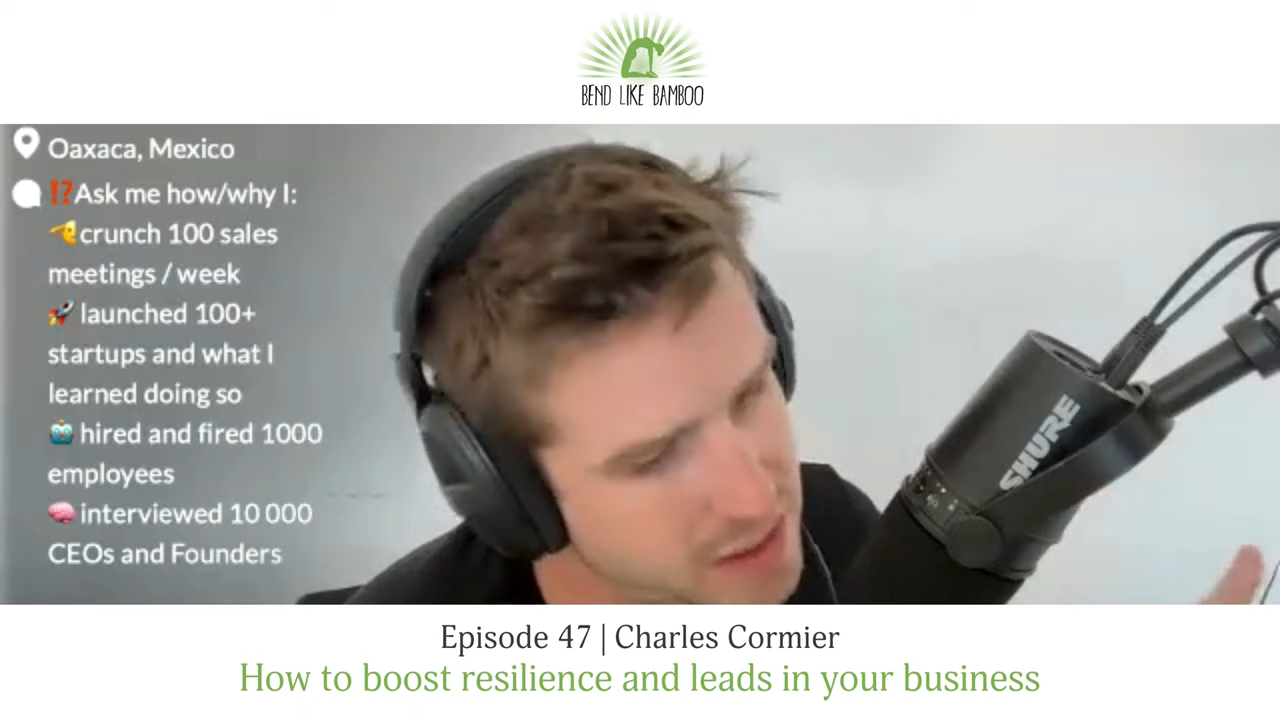 BEND LIKE BAMBOO
Oaxaca, Mexico
⁉️Ask me how/why I:
🤙crunch 100 sales
meetings / week
🚀 launched 100+
startups and what I
learned doing so
🤖 hired and fired 1000
employees
🧠 interviewed 10 000
CEOs and Founders
SHURE
Episode 47 | Charles Cormier
How to boost resilience and leads in your business